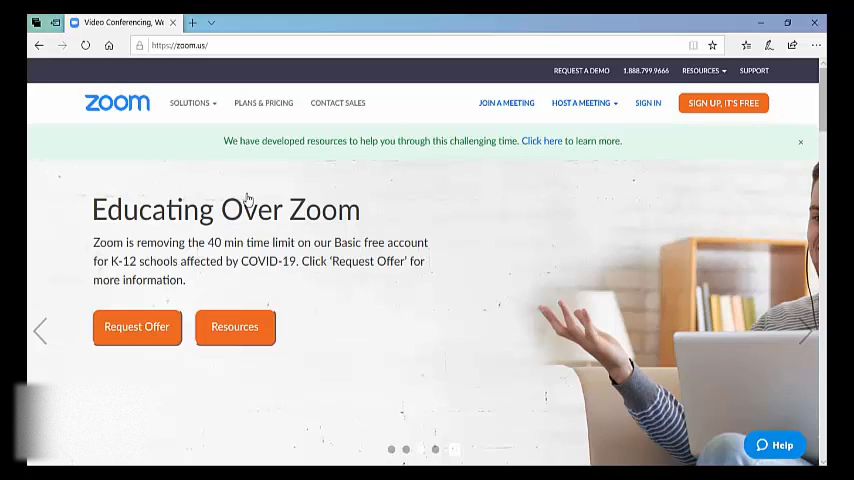 Video Conferencing, We
https://zoom.us/
REQUEST A DEMO 1.888.799.9666 RESOURCES SUPPORT
zoom SOLUTIONS PLANS & PRICING CONTACT SALES JOIN A MEETING HOST A MEETING SIGN IN SIGN UP, IT'S FREE
We have developed resources to help you through this challenging time. Click here to learn more.
Educating Over Zoom
Zoom is removing the 40 min time limit on our Basic free account
for K-12 schools affected by COVID-19. Click 'Request Offer' for
more information.
Request Offer Resources
Help